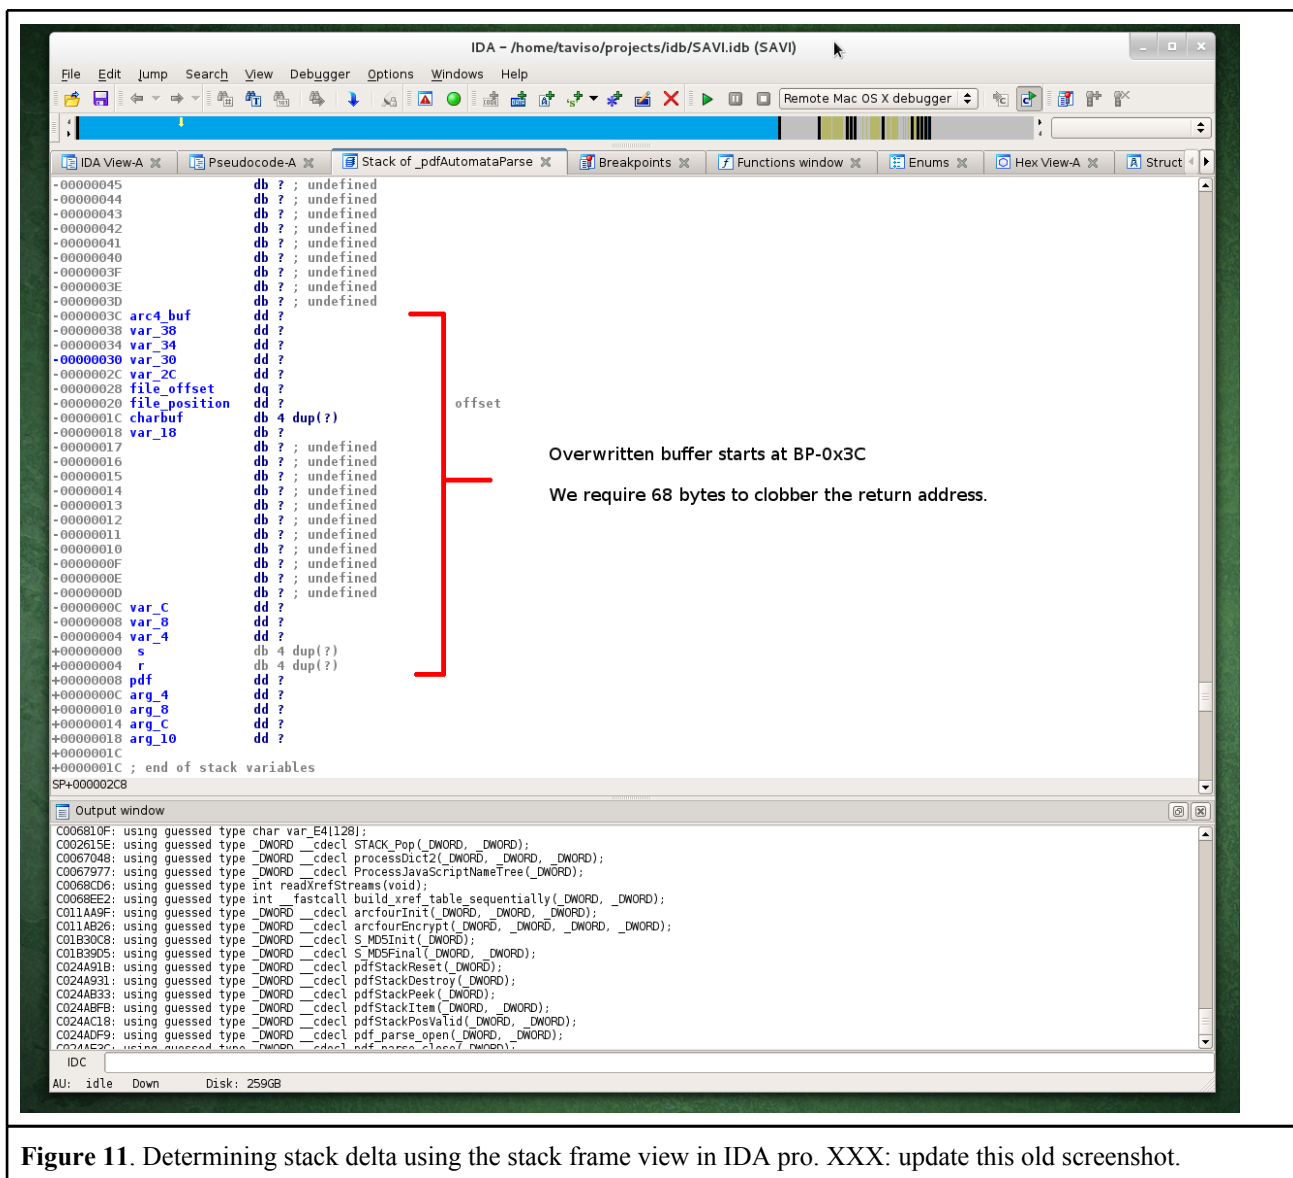 IDA – /home/taviso/projects/idb/SAVI.idb (SAVI)
File Edit Jump Search View Debugger Options Windows Help
Remote Mac OS X debugger
IDA View-A Pseudocode-A Stack of _pdfAutomataParse Breakpoints Functions window Enums Hex View-A Struct
-00000045 db ? ; undefined
-00000044 db ? ; undefined
-00000043 db ? ; undefined
-00000042 db ? ; undefined
-00000041 db ? ; undefined
-00000040 db ? ; undefined
-0000003F db ? ; undefined
-0000003E db ? ; undefined
-0000003D db ? ; undefined
-0000003C arc4_buf dd ?
-00000038 var_38 dd ?
-00000034 var_34 dd ?
-00000030 var_30 dd ?
-0000002C var_2C dd ?
-00000028 file_offset dq ?
-00000020 file_position dd ? offset
-0000001C charbuf db 4 dup(?)
-00000018 var_18 db ?
-00000017 db ? ; undefined
-00000016 db ? ; undefined
-00000015 db ? ; undefined
-00000014 db ? ; undefined
-00000013 db ? ; undefined
-00000012 db ? ; undefined
-00000011 db ? ; undefined
-00000010 db ? ; undefined
-0000000F db ? ; undefined
-0000000E db ? ; undefined
-0000000D db ? ; undefined
-0000000C var_C dd ?
-00000008 var_8 dd ?
-00000004 var_4 dd ?
+00000000 s db 4 dup(?)
+00000004 r db 4 dup(?)
+00000008 pdf dd ?
+0000000C arg_4 dd ?
+00000010 arg_8 dd ?
+00000014 arg_C dd ?
+00000018 arg_10 dd ?
+0000001C
+0000001C ; end of stack variables
Overwritten buffer starts at BP-0x3C
We require 68 bytes to clobber the return address.
SP+000002C8
Output window
C006810F: using guessed type char var_E4[128];
C002615E: using guessed type _DWORD __cdecl STACK_Pop(_DWORD, _DWORD);
C0067048: using guessed type _DWORD __cdecl processDict2(_DWORD, _DWORD, _DWORD);
C0067977: using guessed type _DWORD __cdecl ProcessJavaScriptNameTree(_DWORD);
C0068CD6: using guessed type int readXrefStreams(void);
C0068EE2: using guessed type int __fastcall build_xref_table_sequentially(_DWORD, _DWORD);
C011AA9F: using guessed type _DWORD __cdecl arcfourInit(_DWORD, _DWORD, _DWORD);
C011AB26: using guessed type _DWORD __cdecl arcfourEncrypt(_DWORD, _DWORD, _DWORD, _DWORD);
C01B30C8: using guessed type _DWORD __cdecl S_MD5Init(_DWORD);
C01B39D5: using guessed type _DWORD __cdecl S_MD5Final(_DWORD, _DWORD);
C024A91B: using guessed type _DWORD __cdecl pdfStackReset(_DWORD);
C024A931: using guessed type _DWORD __cdecl pdfStackDestroy(_DWORD);
C024AB33: using guessed type _DWORD __cdecl pdfStackPeek(_DWORD);
C024ABFB: using guessed type _DWORD __cdecl pdfStackItem(_DWORD, _DWORD);
C024AC18: using guessed type _DWORD __cdecl pdfStackPosValid(_DWORD, _DWORD);
C024ADF9: using guessed type _DWORD __cdecl pdf_parse_open(_DWORD, _DWORD);
C024AE3C: using guessed type _DWORD __cdecl pdf_parse_close(_DWORD);
IDC
AU: idle Down Disk: 259GB
Figure 11. Determining stack delta using the stack frame view in IDA pro. XXX: update this old screenshot.